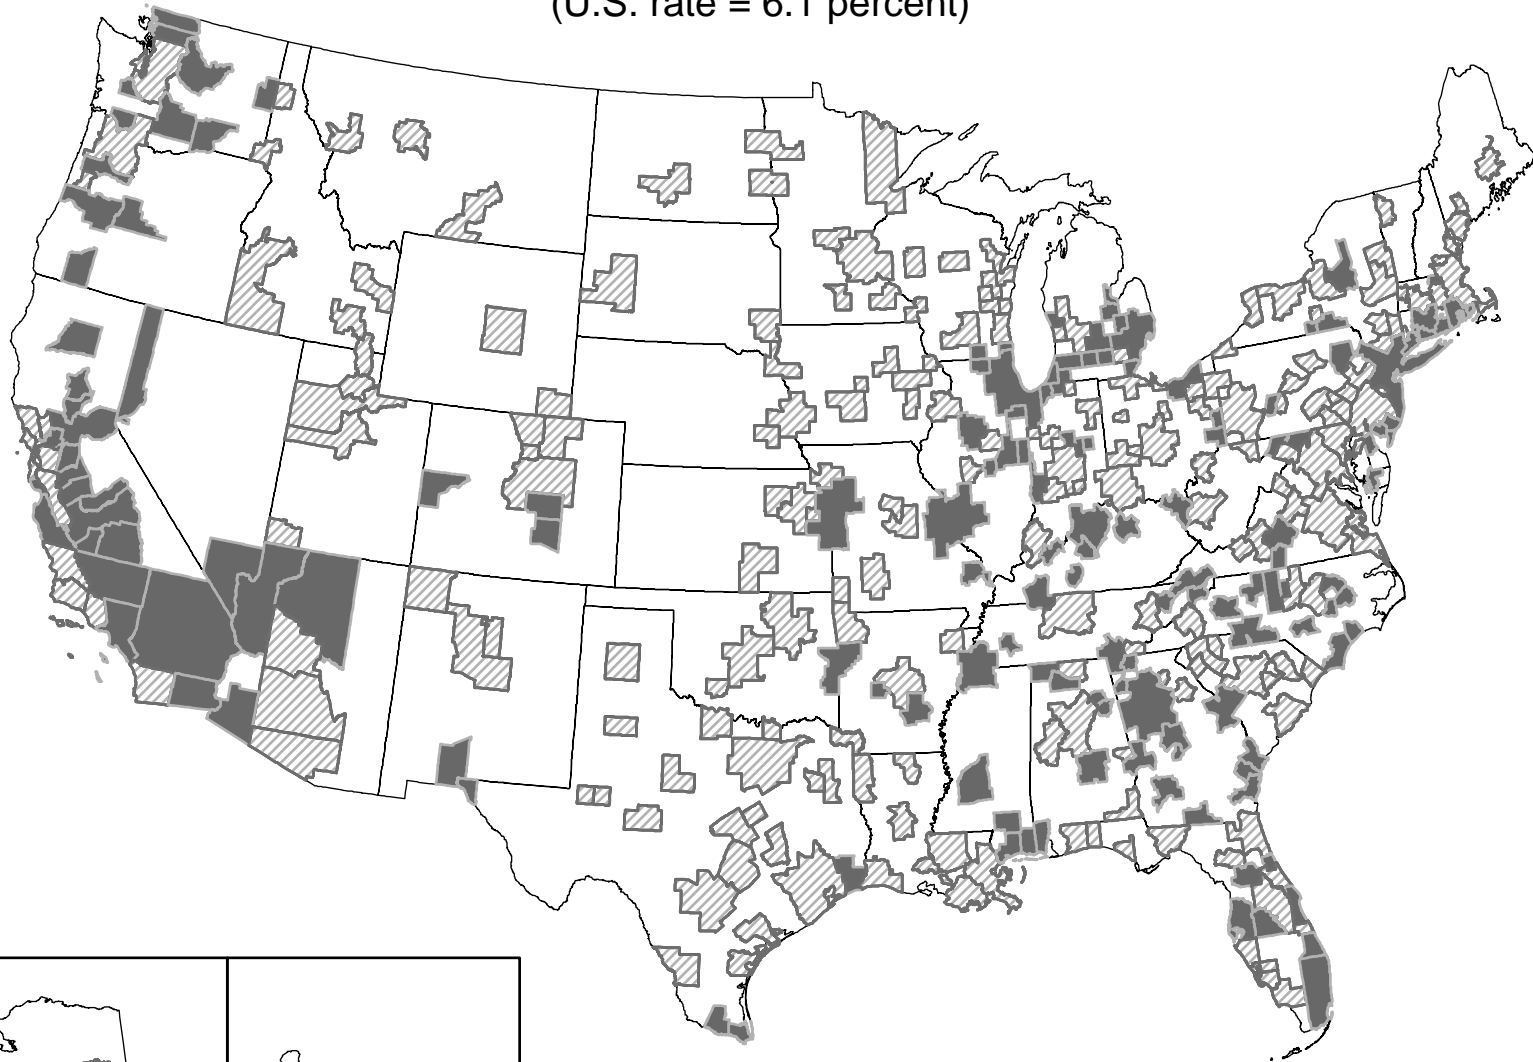 (U.S. rate = 6.1 percent)